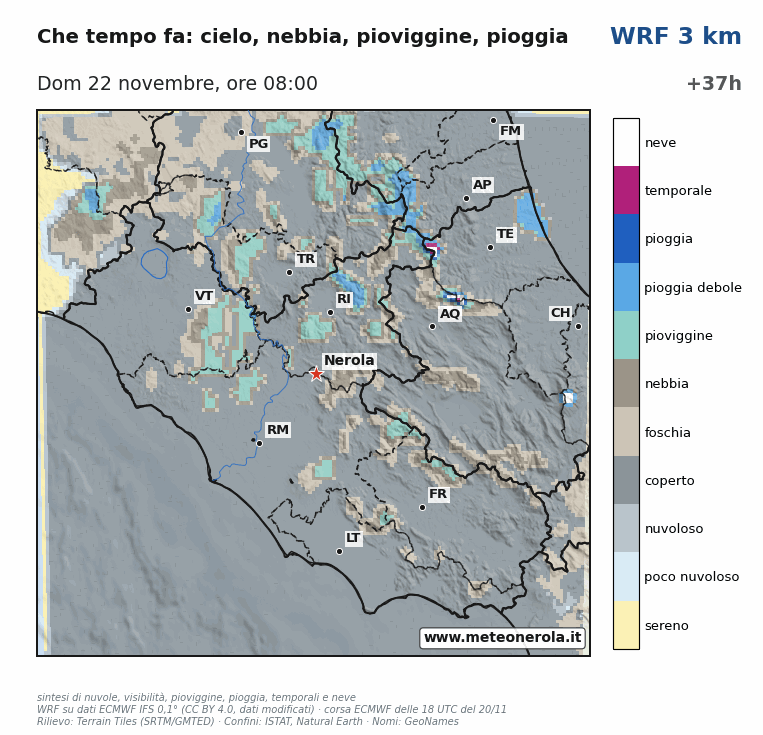 Che tempo fa: cielo, nebbia, pioviggine, pioggia
WRF 3 km
Dom 22 novembre, ore 08:00
+37h
PG
FM
AP
TE
TR
VT
RI
AQ
CH
Nerola
RM
FR
LT
www.meteonerola.it
neve
temporale
pioggia
pioggia debole
pioviggine
nebbia
foschia
coperto
nuvoloso
poco nuvoloso
sereno
sintesi di nuvole, visibilità, pioviggine, pioggia, temporali e neve
WRF su dati ECMWF IFS 0,1° (CC BY 4.0, dati modificati) · corsa ECMWF delle 18 UTC del 20/11
Rilievo: Terrain Tiles (SRTM/GMTED) · Confini: ISTAT, Natural Earth · Nomi: GeoNames